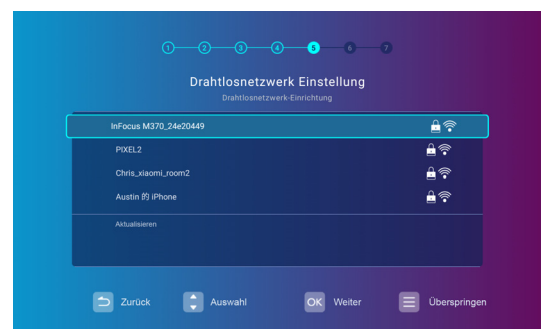 1 2 3 4 5 6 7
Drahtlosnetzwerk Einstellung
Drahtlosnetzwerk-Einrichtung
InFocus M370_24e20449
PIXEL2
Chris_xiaomi_room2
Austin 的 iPhone
Aktualisieren
Zurück Auswahl OK Weiter Überspringen